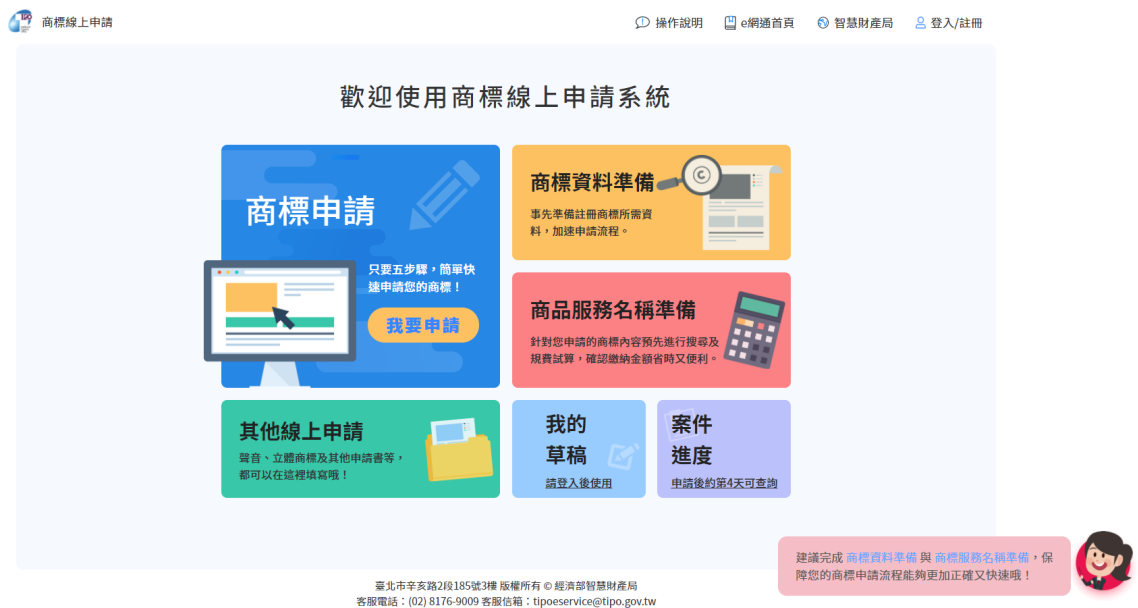 商標線上申請
操作說明
e網通首頁
智慧財產局
登入/註冊
歡迎使用商標線上申請系統
商標申請
只要五步驟，簡單快
速申請您的商標！
我要申請
商標資料準備
事先準備註冊商標所需資
料，加速申請流程。
商品服務名稱準備
針對您申請的商標內容預先進行搜尋及
規費試算，確認繳納金額省時又便利。
其他線上申請
聲音、立體商標及其他申請書等，
都可以在這裡填寫哦！
我的
草稿
請登入後使用
案件
進度
申請後約第4天可查詢
建議完成 商標資料準備 與 商標服務名稱準備，保
障您的商標申請流程能夠更加正確又快速哦！
臺北市辛亥路2段185號3樓 版權所有 © 經濟部智慧財產局
客服電話：(02) 8176-9009 客服信箱：tipoeservice@tipo.gov.tw